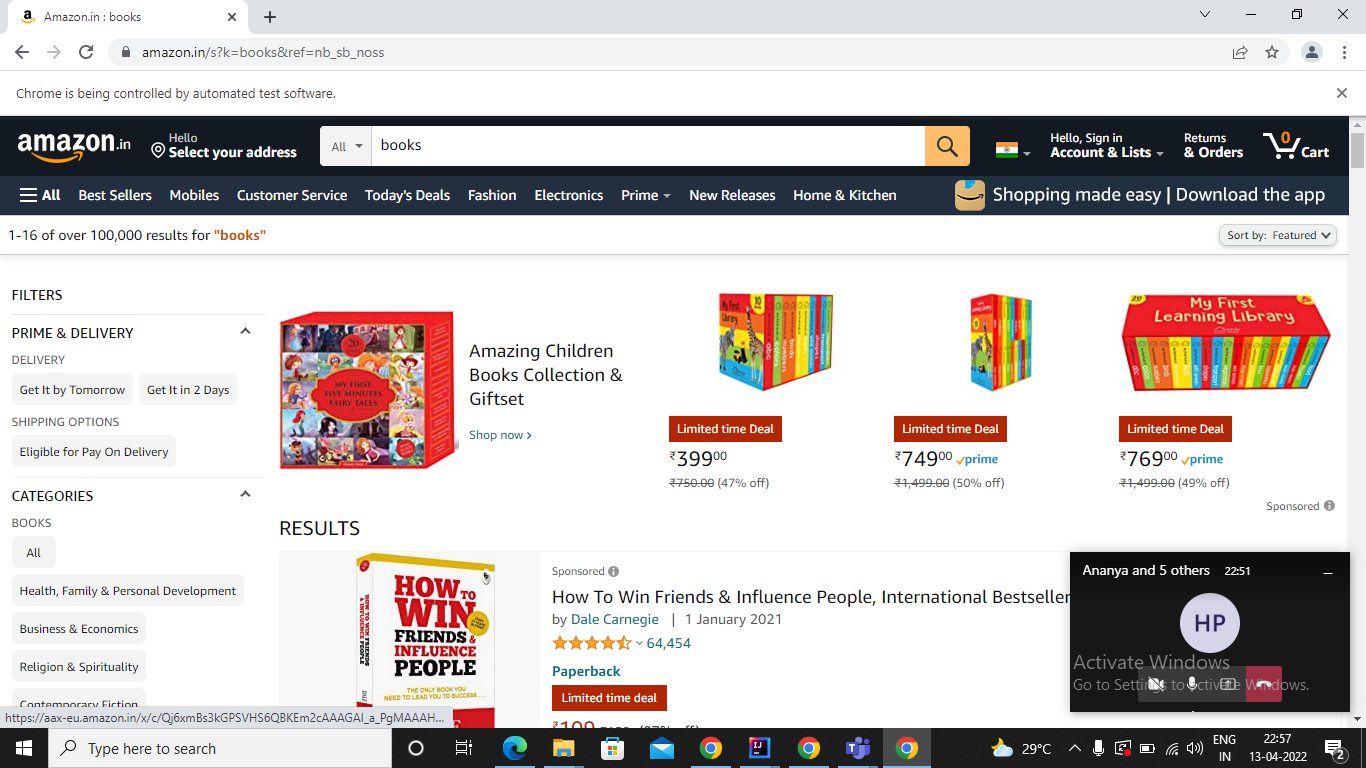 Amazon.in : books
amazon.in/s?k=books&ref=nb_sb_noss
Chrome is being controlled by automated test software.
amazon.in
Hello
Select your address
All
books
Hello, Sign in
Account & Lists
Returns
& Orders
0
Cart
All Best Sellers Mobiles Customer Service Today's Deals Fashion Electronics Prime New Releases Home & Kitchen
Shopping made easy | Download the app
1-16 of over 100,000 results for "books"
Sort by: Featured
FILTERS
PRIME & DELIVERY
DELIVERY
Get It by Tomorrow Get It in 2 Days
SHIPPING OPTIONS
Eligible for Pay On Delivery
CATEGORIES
BOOKS
All
Health, Family & Personal Development
Business & Economics
Religion & Spirituality
Contemporary Fiction
https://aax-eu.amazon.in/x/c/Qj6xmBs3kGPSVHS6QBKEm2cAAAGAI_a_PgMAAAH...
20
MY FIRST
FIVE MINUTES
FAIRY TALES
Amazing Children
Books Collection &
Giftset
Shop now ›
My First
Library
10
abc
Limited time Deal
₹39900
₹750.00 (47% off)
Limited time Deal
₹74900 prime
₹1,499.00 (50% off)
20
My First
Learning Library
Limited time Deal
₹76900 prime
₹1,499.00 (49% off)
Sponsored
RESULTS
HOW TO
WIN
FRIENDS &
INFLUENCE
PEOPLE
THE ONLY BOOK YOU
NEED TO LEAD YOU TO SUCCESS...
Sponsored
How To Win Friends & Influence People, International Bestseller
by Dale Carnegie | 1 January 2021
64,454
Paperback
Limited time deal
Ananya and 5 others 22:51
HP
Activate Windows
Go to Settings to activate Windows.
Type here to search
29°C
ENG
IN
22:57
13-04-2022
2